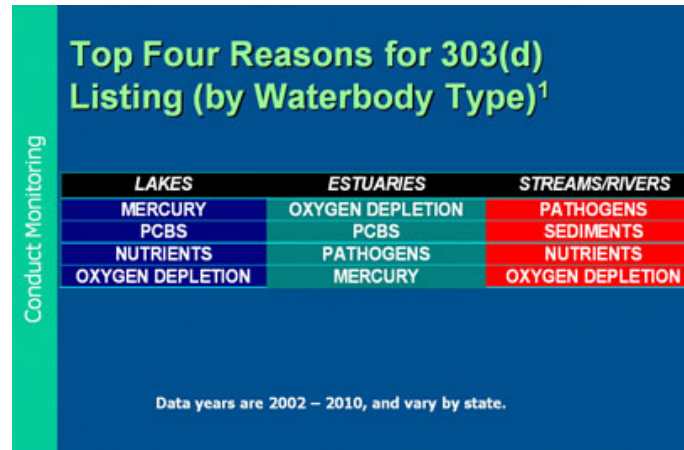 Top Four Reasons for 303(d)
Listing (by Waterbody Type)¹
Conduct Monitoring
LAKES ESTUARIES STREAMS/RIVERS
MERCURY OXYGEN DEPLETION PATHOGENS
PCBS PCBS SEDIMENTS
NUTRIENTS PATHOGENS NUTRIENTS
OXYGEN DEPLETION MERCURY OXYGEN DEPLETION
Data years are 2002 – 2010, and vary by state.